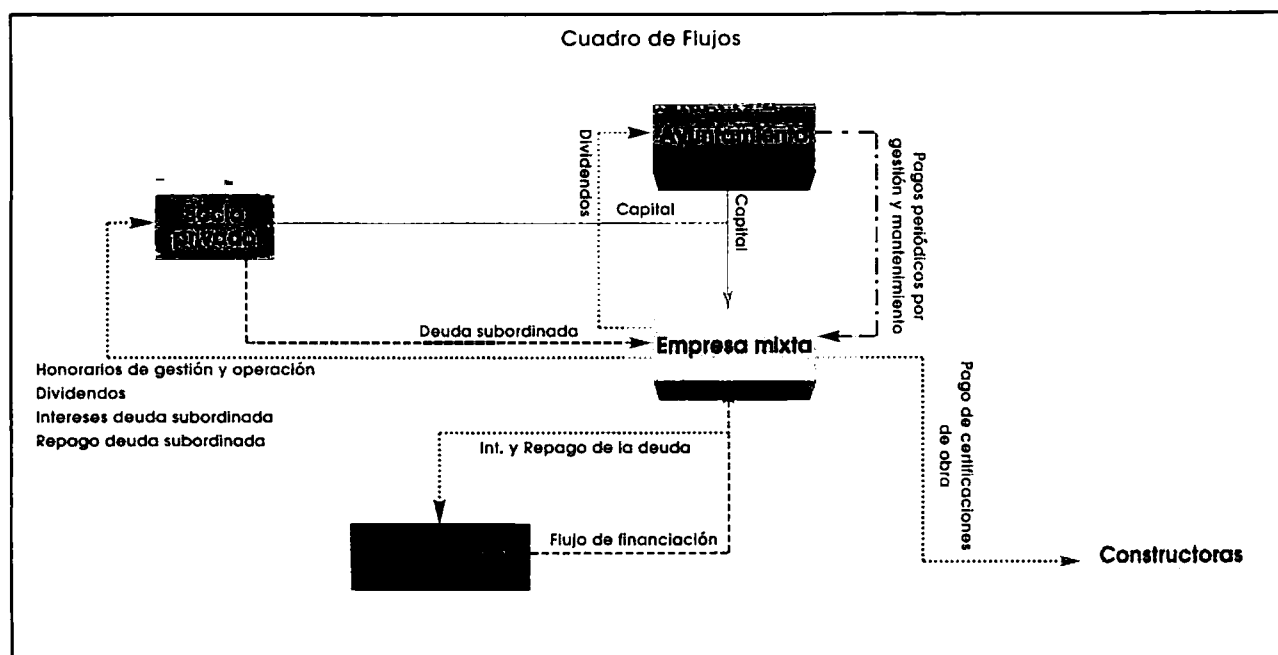 Cuadro de Flujos
Ayuntamiento
Dividendos
Pagos periódicos por
gestión y mantenimiento
Socio
privado
Capital
Capital
Deuda subordinada
Empresa mixta
Honorarios de gestión y operación
Dividendos
Intereses deuda subordinada
Repago deuda subordinada
Int. y Repago de la deuda
Pago de certificaciones
de obra
Flujo de financiación
Constructoras